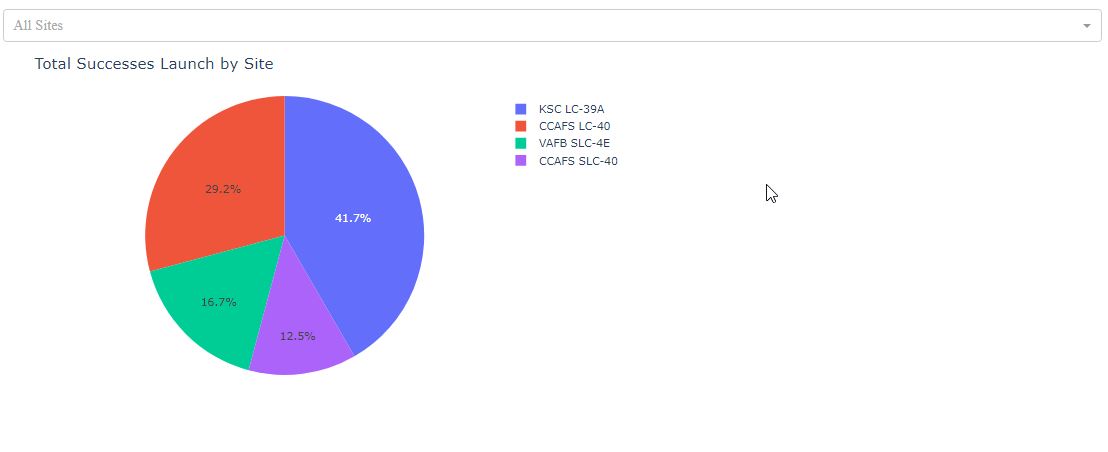 All Sites
Total Successes Launch by Site
KSC LC-39A
CCAFS LC-40
VAFB SLC-4E
CCAFS SLC-40
29.2%
41.7%
16.7%
12.5%